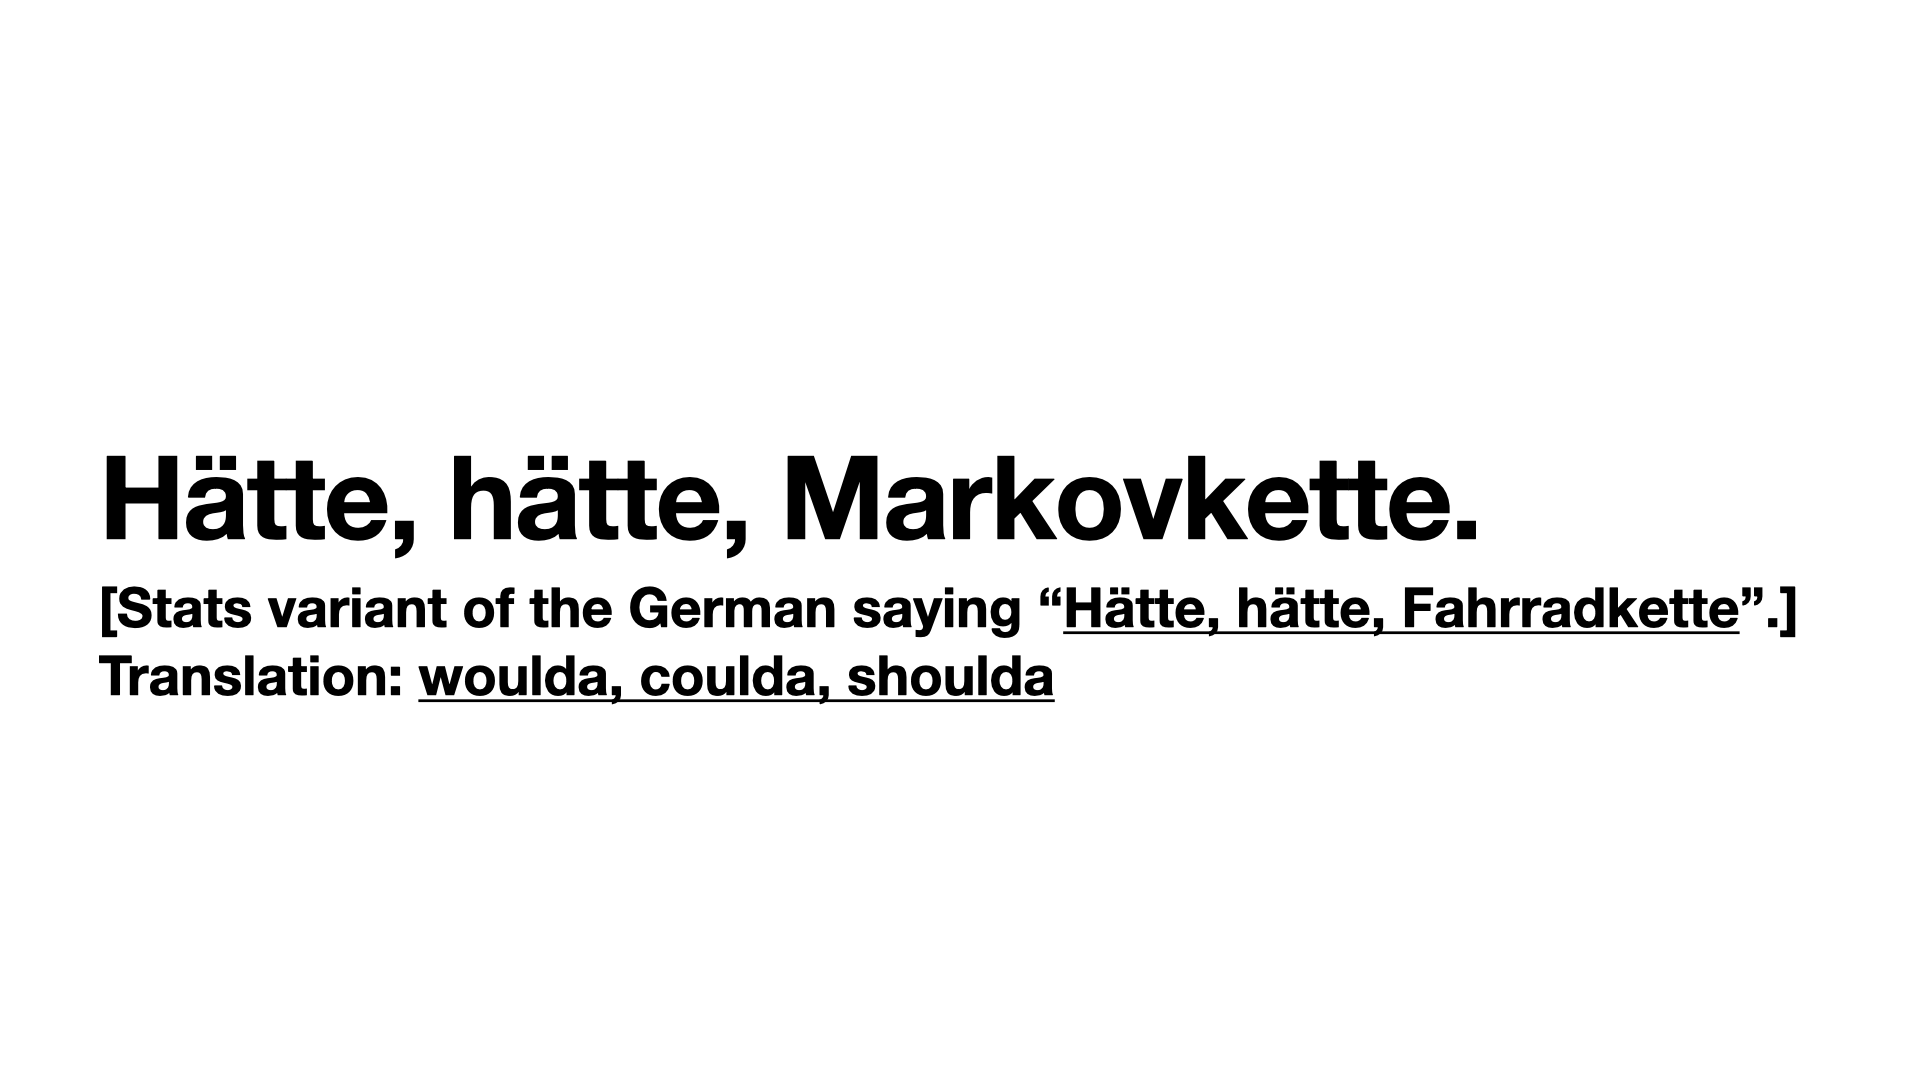 Hätte, hätte, Markovkette.
[Stats variant of the German saying “Hätte, hätte, Fahrradkette”.]
Translation: woulda, coulda, shoulda